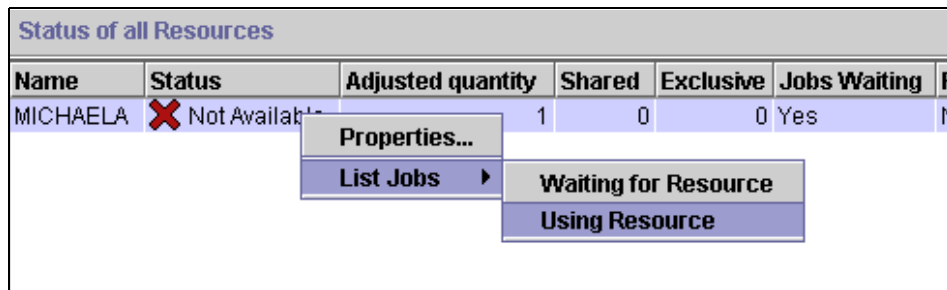 Status of all Resources
Name Status Adjusted quantity Shared Exclusive Jobs Waiting
MICHAELA Not Available 1 0 0 Yes
Properties...
List Jobs Waiting for Resource
Using Resource